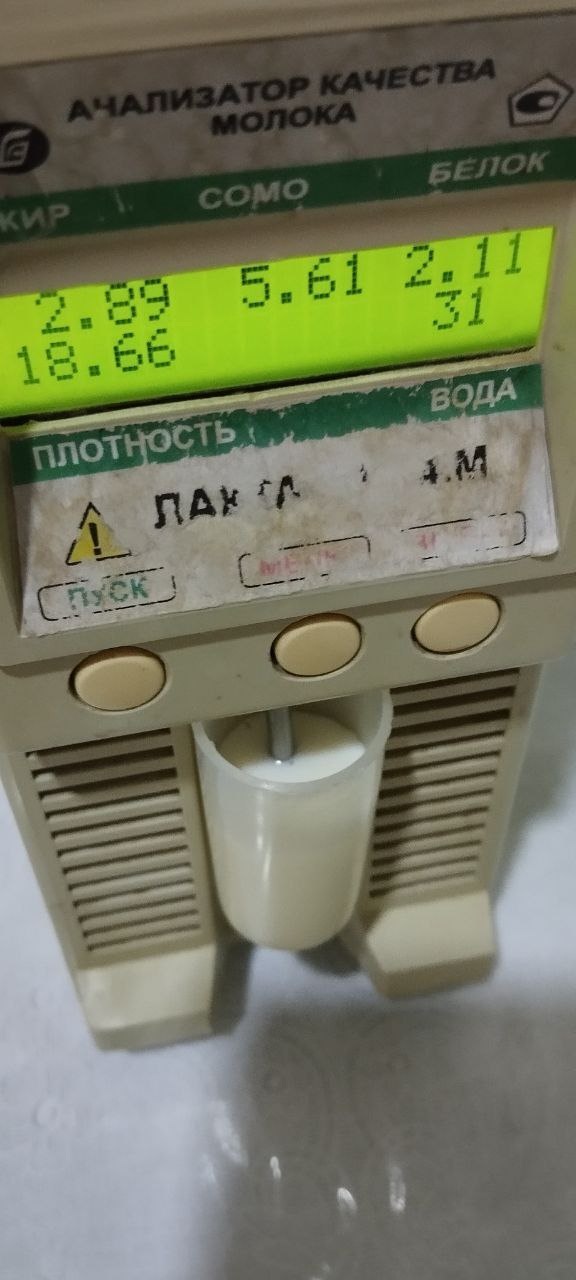 АНАЛИЗАТОР КАЧЕСТВА
МОЛОКА
ЖИР СОМО БЕЛОК
2.89 5.61 2.11
18.66 31
ПЛОТНОСТЬ ВОДА
ПУСК